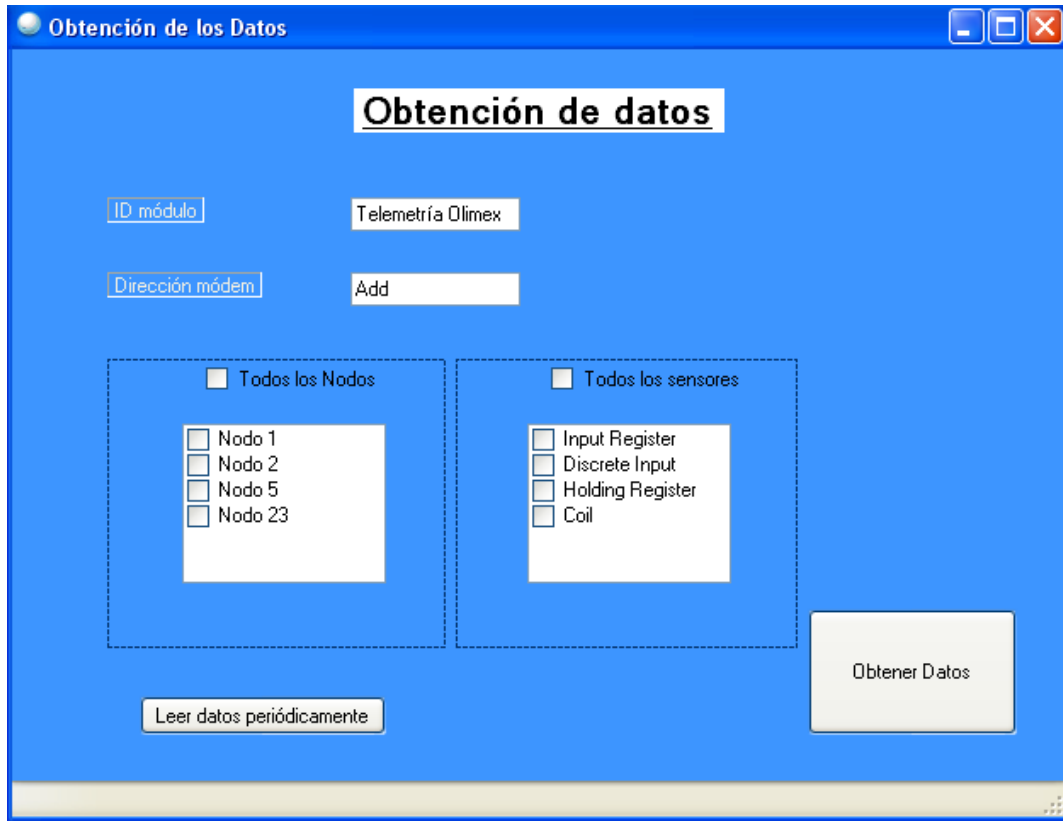 Obtención de los Datos
Obtención de datos
ID módulo
Telemetría Olimex
Dirección módem
Add
Todos los Nodos
Nodo 1
Nodo 2
Nodo 5
Nodo 23
Todos los sensores
Input Register
Discrete Input
Holding Register
Coil
Obtener Datos
Leer datos periódicamente